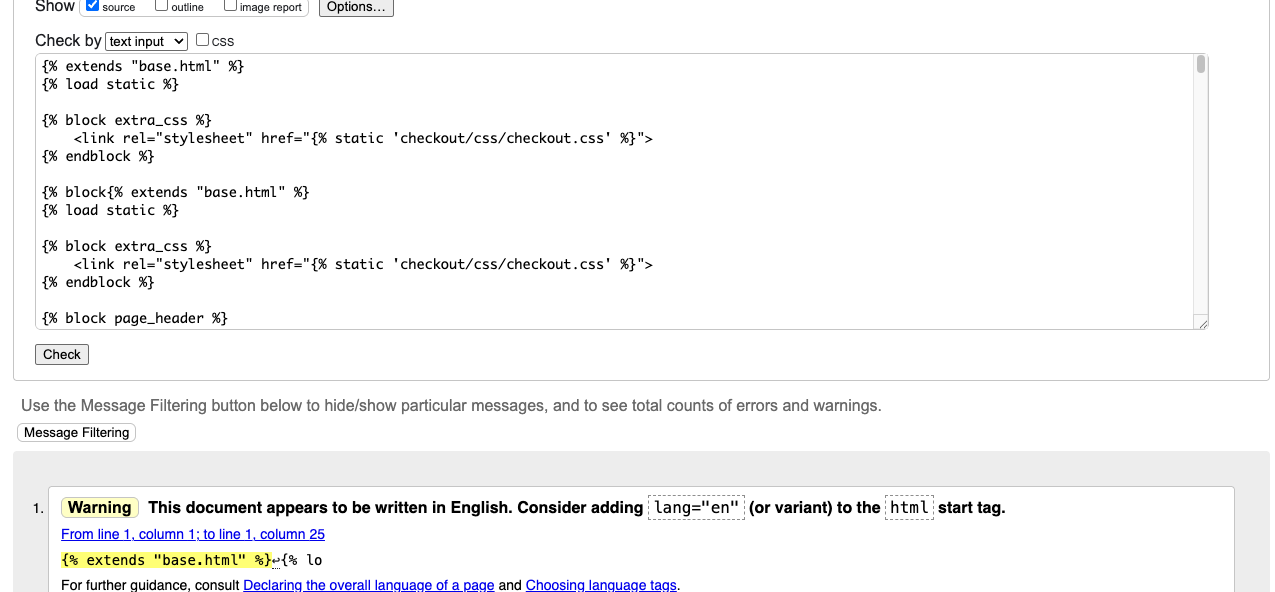 Show source outline image report Options...
Check by text input CSS
{% extends "base.html" %}
{% load static %}
{% block extra_css %}
<link rel="stylesheet" href="{% static 'checkout/css/checkout.css' %}">
{% endblock %}
{% block{% extends "base.html" %}
{% load static %}
{% block extra_css %}
<link rel="stylesheet" href="{% static 'checkout/css/checkout.css' %}">
{% endblock %}
{% block page_header %}
Check
Use the Message Filtering button below to hide/show particular messages, and to see total counts of errors and warnings.
Message Filtering
1. Warning This document appears to be written in English. Consider adding lang="en" (or variant) to the html start tag.
From line 1, column 1; to line 1, column 25
{% extends "base.html" %}↩{% lo
For further guidance, consult Declaring the overall language of a page and Choosing language tags.